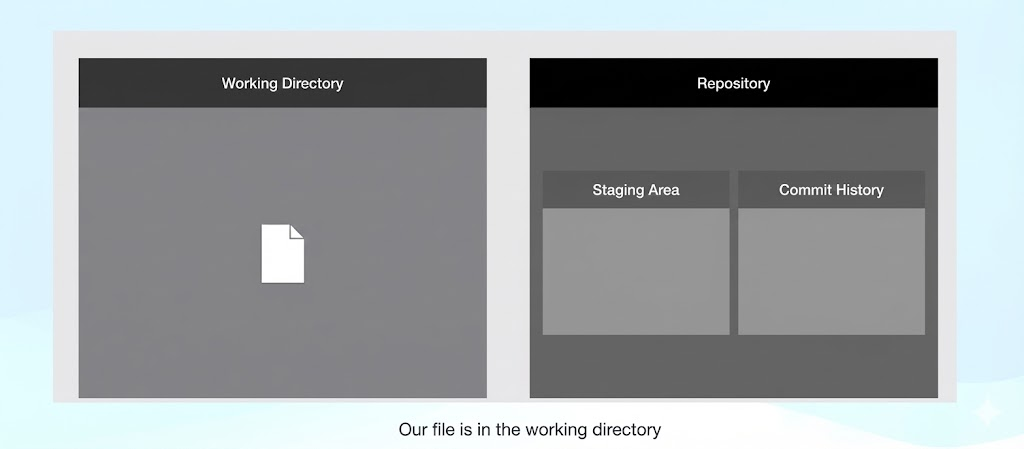 Working Directory
Repository
Staging Area
Commit History
Our file is in the working directory